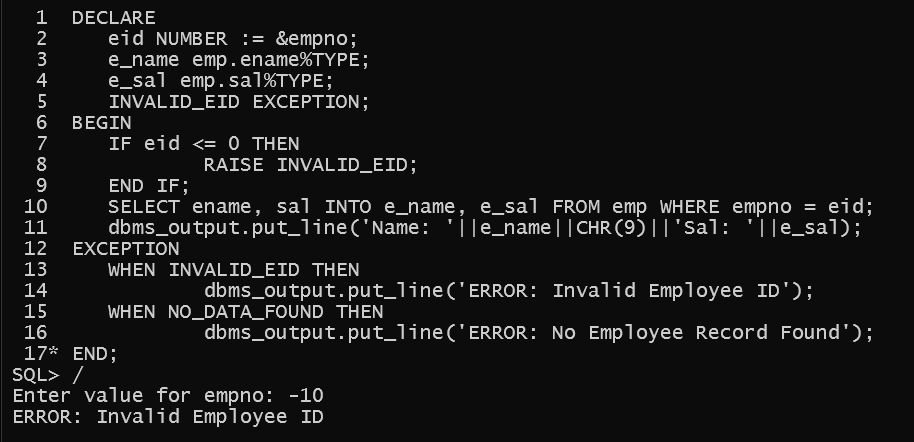 1 DECLARE
2 eid NUMBER := &empno;
3 e_name emp.ename%TYPE;
4 e_sal emp.sal%TYPE;
5 INVALID_EID EXCEPTION;
6 BEGIN
7 IF eid <= 0 THEN
8 RAISE INVALID_EID;
9 END IF;
10 SELECT ename, sal INTO e_name, e_sal FROM emp WHERE empno = eid;
11 dbms_output.put_line('Name: '||e_name||CHR(9)||'Sal: '||e_sal);
12 EXCEPTION
13 WHEN INVALID_EID THEN
14 dbms_output.put_line('ERROR: Invalid Employee ID');
15 WHEN NO_DATA_FOUND THEN
16 dbms_output.put_line('ERROR: No Employee Record Found');
17* END;
SQL> /
Enter value for empno: -10
ERROR: Invalid Employee ID